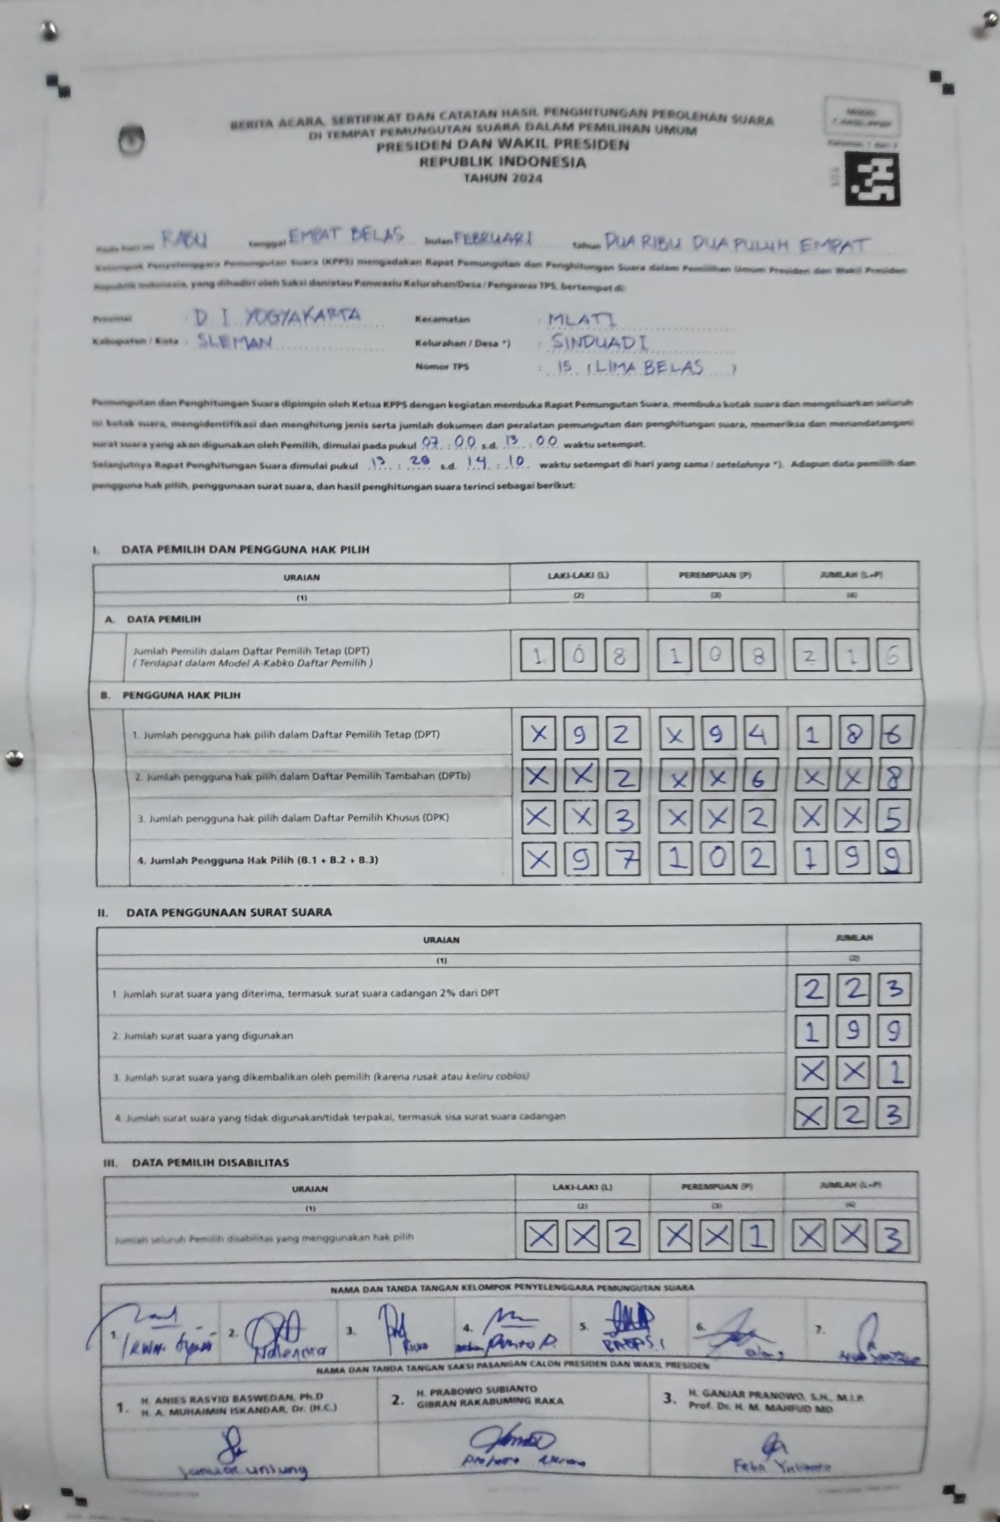 BERITA ACARA, SERTIFIKAT DAN CATATAN HASIL PENGHITUNGAN PEROLEHAN SUARA
DI TEMPAT PEMUNGUTAN SUARA DALAM PEMILIHAN UMUM
PRESIDEN DAN WAKIL PRESIDEN
REPUBLIK INDONESIA
TAHUN 2024
MODEL
C.HASIL-PPWP
Pada hari ini RABU tanggal EMPAT BELAS bulan FEBRUARI tahun DUA RIBU DUA PULUH EMPAT
Kelompok Penyelenggara Pemungutan Suara (KPPS) mengadakan Rapat Pemungutan dan Penghitungan Suara dalam Pemilihan Umum Presiden dan Wakil Presiden
Republik Indonesia, yang dihadiri oleh Saksi dan/atau Panwaslu Kelurahan/Desa/Pengawas TPS, bertempat di:
Provinsi : D. I. YOGYAKARTA Kecamatan : MLATI
Kabupaten / Kota : SLEMAN Kelurahan / Desa *) : SINDUADI
Nomor TPS : 15 (LIMA BELAS )
Pemungutan dan Penghitungan Suara dipimpin oleh Ketua KPPS dengan kegiatan membuka Rapat Pemungutan Suara, membuka kotak suara dan mengeluarkan seluruh
isi kotak suara, mengidentifikasi dan menghitung jenis serta jumlah dokumen dan peralatan pemungutan dan penghitungan suara, memeriksa dan menandatangani
surat suara yang akan digunakan oleh Pemilih, dimulai pada pukul 07 : 00 s.d. 13 : 00 waktu setempat.
Selanjutnya Rapat Penghitungan Suara dimulai pukul 13 : 28 s.d. 14 : 10 waktu setempat di hari yang sama / setelahnya *). Adapun data pemilih dan
pengguna hak pilih, penggunaan surat suara, dan hasil penghitungan suara terinci sebagai berikut:
I. DATA PEMILIH DAN PENGGUNA HAK PILIH
URAIAN LAKI-LAKI (L) PEREMPUAN (P) JUMLAH (L+P)
(1) (2) (3) (4)
A. DATA PEMILIH
Jumlah Pemilih dalam Daftar Pemilih Tetap (DPT) 1 0 8 1 0 8 2 1 6
( Terdapat dalam Model A-Kabko Daftar Pemilih )
B. PENGGUNA HAK PILIH
1. Jumlah pengguna hak pilih dalam Daftar Pemilih Tetap (DPT) X 9 2 X 9 4 1 8 6
2. Jumlah pengguna hak pilih dalam Daftar Pemilih Tambahan (DPTb) X X 2 X X 6 X X 8
3. Jumlah pengguna hak pilih dalam Daftar Pemilih Khusus (DPK) X X 3 X X 2 X X 5
4. Jumlah Pengguna Hak Pilih (B.1 + B.2 + B.3) X 9 7 1 0 2 1 9 9
II. DATA PENGGUNAAN SURAT SUARA
URAIAN JUMLAH
(1) (2)
1. Jumlah surat suara yang diterima, termasuk surat suara cadangan 2% dari DPT 2 2 3
2. Jumlah surat suara yang digunakan 1 9 9
3. Jumlah surat suara yang dikembalikan oleh pemilih (karena rusak atau keliru coblos) X X 1
4. Jumlah surat suara yang tidak digunakan/tidak terpakai, termasuk sisa surat suara cadangan X 2 3
III. DATA PEMILIH DISABILITAS
URAIAN LAKI-LAKI (L) PEREMPUAN (P) JUMLAH (L+P)
(1) (2) (3) (4)
Jumlah seluruh Pemilih disabilitas yang menggunakan hak pilih X X 2 X X 1 X X 3
NAMA DAN TANDA TANGAN KELOMPOK PENYELENGGARA PEMUNGUTAN SUARA
1. 2. 3. 4. 5. 6. 7.
NAMA DAN TANDA TANGAN SAKSI PASANGAN CALON PRESIDEN DAN WAKIL PRESIDEN
1. H. ANIES RASYID BASWEDAN, Ph.D
H. A. MUHAIMIN ISKANDAR, Dr. (H.C.)
2. H. PRABOWO SUBIANTO
GIBRAN RAKABUMING RAKA
3. H. GANJAR PRANOWO, S.H., M.I.P.
Prof. Dr. H. M. MAHFUD MD
Januar untung
Feba Yulianto